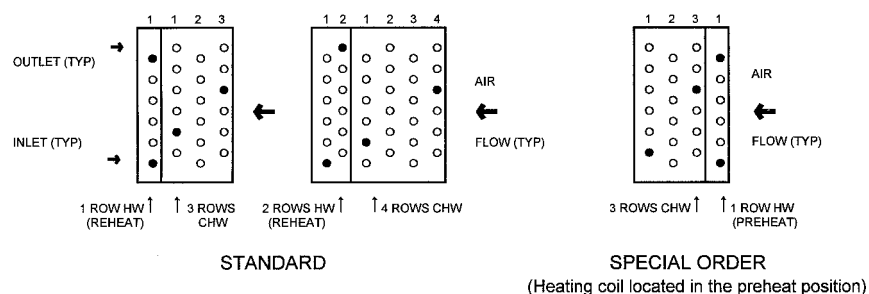 1 1 2 3
1 2 1 2 3 4
1 2 3 1
OUTLET (TYP)
INLET (TYP)
AIR
FLOW (TYP)
AIR
FLOW (TYP)
1 ROW HW
(REHEAT)
3 ROWS
CHW
2 ROWS HW
(REHEAT)
4 ROWS CHW
3 ROWS CHW
1 ROW HW
(PREHEAT)
STANDARD
SPECIAL ORDER
(Heating coil located in the preheat position)